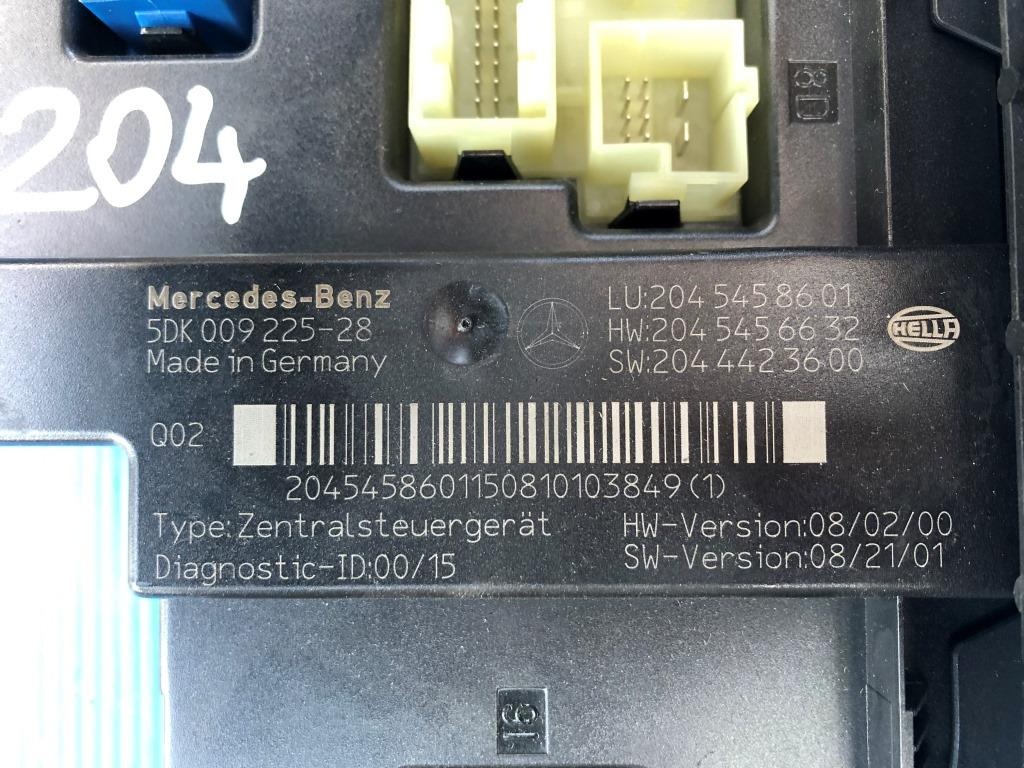 204
8D
Mercedes-Benz
5DK 009 225-28
Made in Germany
LU:204 545 86 01
HW:204 545 66 32
SW:204 442 36 00
HELLA
Q02
2045458601150810103849(1)
Type:Zentralsteuergerät
Diagnostic-ID:00/15
HW-Version:08/02/00
SW-Version:08/21/01
16